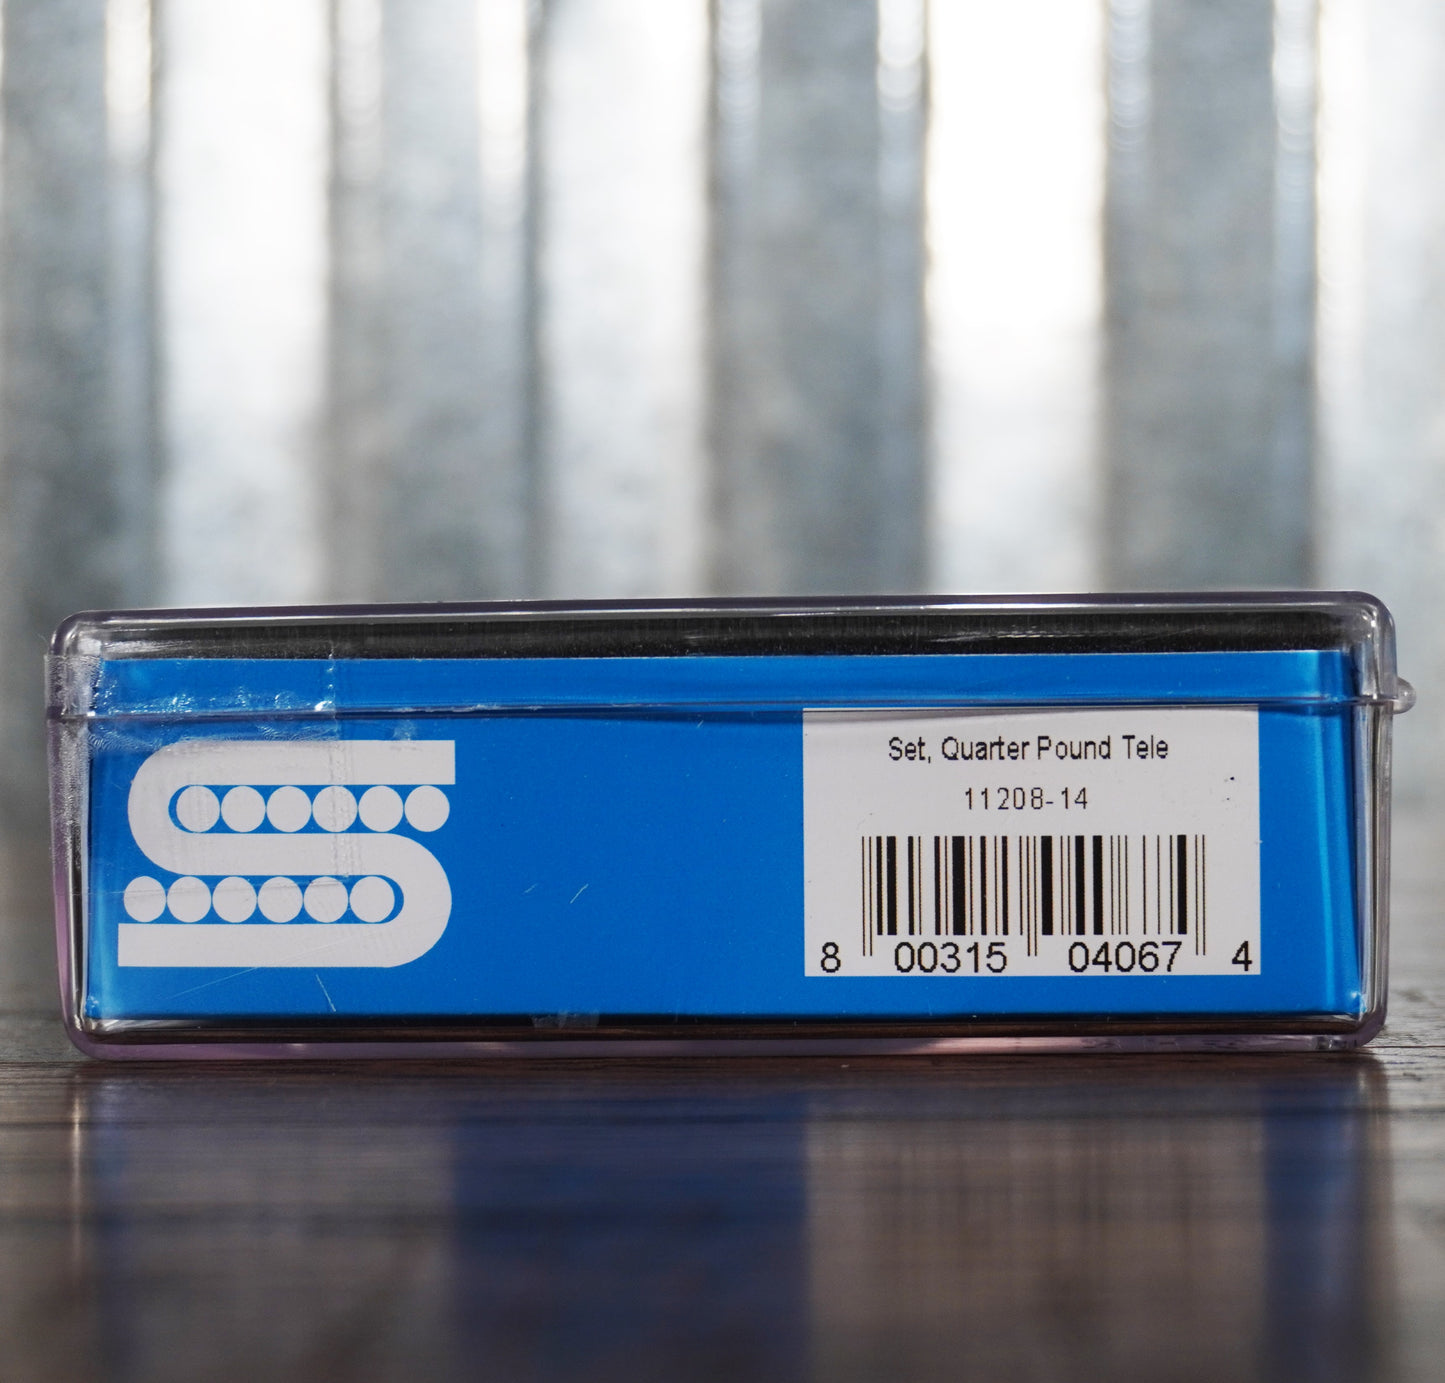 Set, Quarter Pound Tele
11208-14
8 00315 04067 4